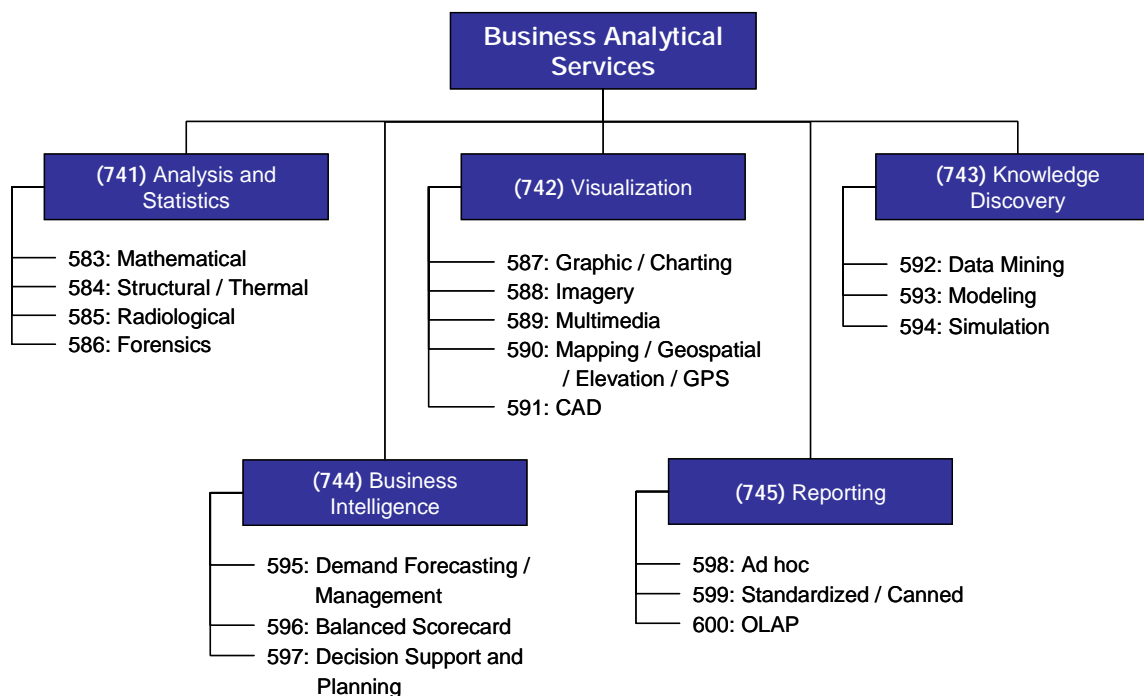 Business Analytical
Services
(741) Analysis and
Statistics
583: Mathematical
584: Structural / Thermal
585: Radiological
586: Forensics
(742) Visualization
587: Graphic / Charting
588: Imagery
589: Multimedia
590: Mapping / Geospatial
/ Elevation / GPS
591: CAD
(743) Knowledge
Discovery
592: Data Mining
593: Modeling
594: Simulation
(744) Business
Intelligence
595: Demand Forecasting /
Management
596: Balanced Scorecard
597: Decision Support and
Planning
(745) Reporting
598: Ad hoc
599: Standardized / Canned
600: OLAP